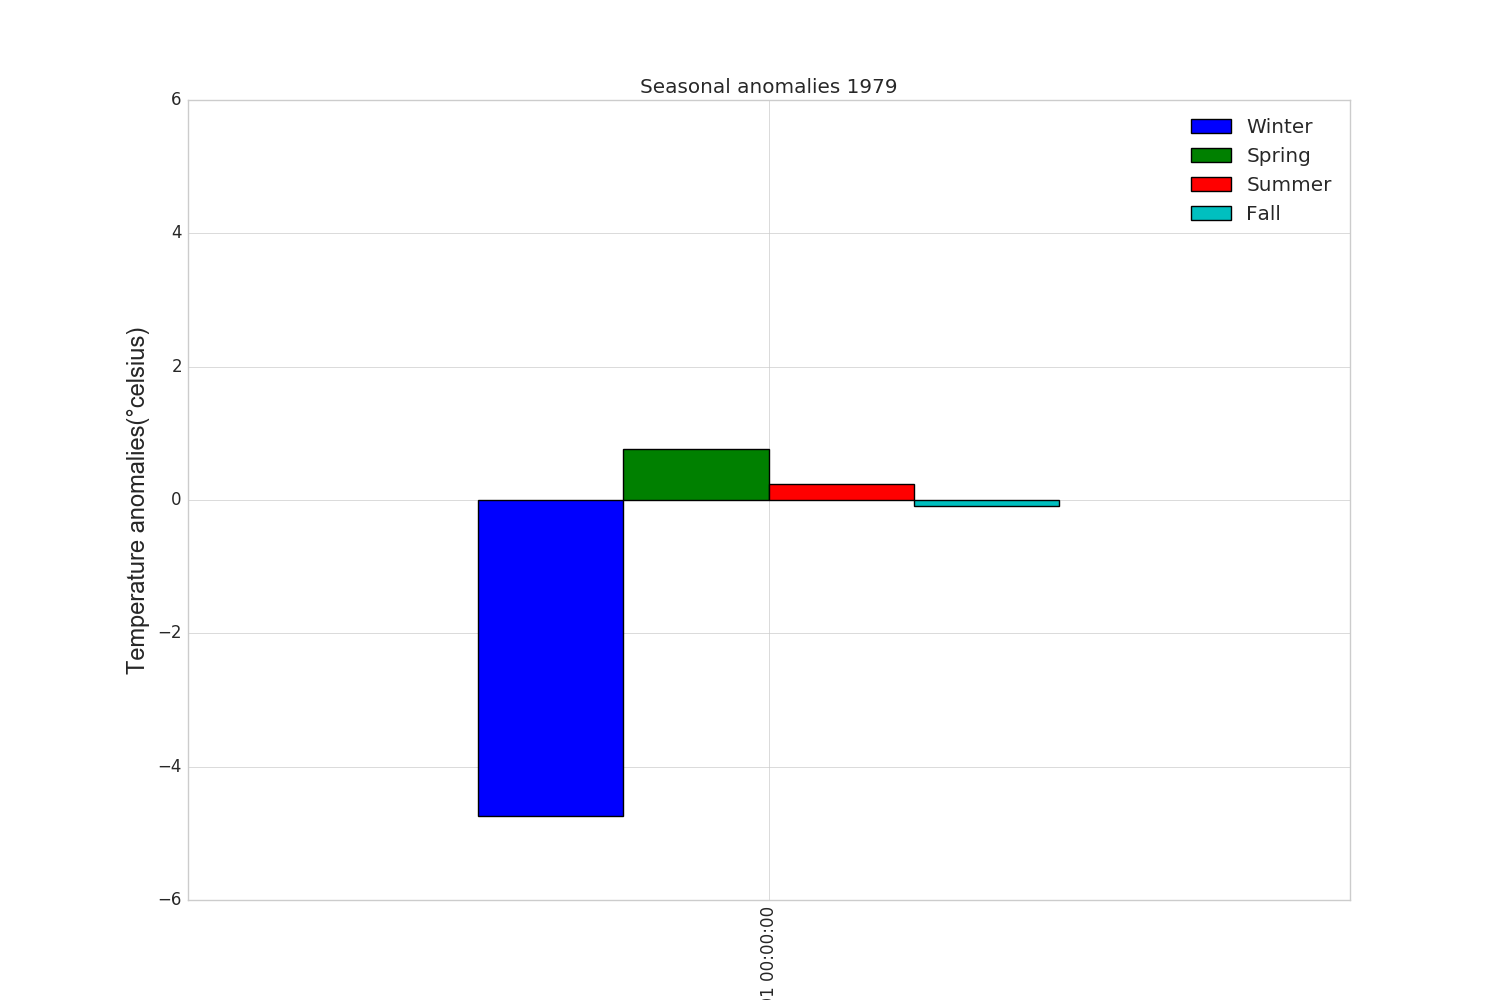 Seasonal anomalies 1979
Winter
Spring
Summer
Fall
Temperature anomalies(°celsius)
6
4
2
0
−2
−4
−6
01 00:00:00